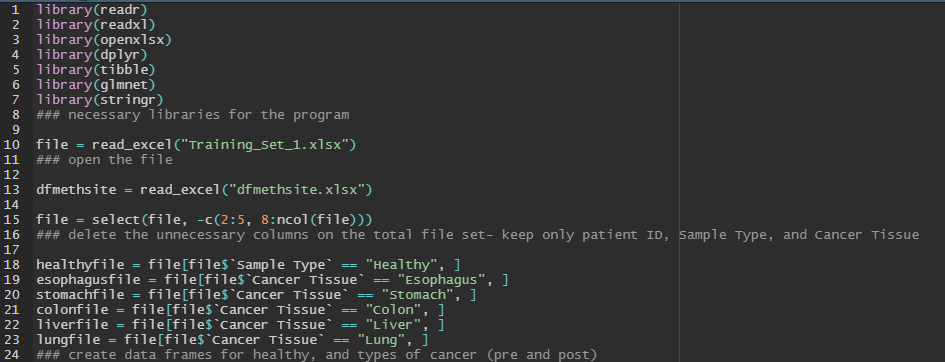 1 library(readr)
2 library(readxl)
3 library(openxlsx)
4 library(dplyr)
5 library(tibble)
6 library(glmnet)
7 library(stringr)
8 ### necessary libraries for the program
9
10 file = read_excel("Training_Set_1.xlsx")
11 ### open the file
12
13 dfmethsite = read_excel("dfmethsite.xlsx")
14
15 file = select(file, -c(2:5, 8:ncol(file)))
16 ### delete the unnecessary columns on the total file set- keep only patient ID, Sample Type, and Cancer Tissue
17
18 healthyfile = file[file$`Sample Type` == "Healthy", ]
19 esophagusfile = file[file$`Cancer Tissue` == "Esophagus", ]
20 stomachfile = file[file$`Cancer Tissue` == "Stomach", ]
21 colonfile = file[file$`Cancer Tissue` == "Colon", ]
22 liverfile = file[file$`Cancer Tissue` == "Liver", ]
23 lungfile = file[file$`Cancer Tissue` == "Lung", ]
24 ### create data frames for healthy, and types of cancer (pre and post)